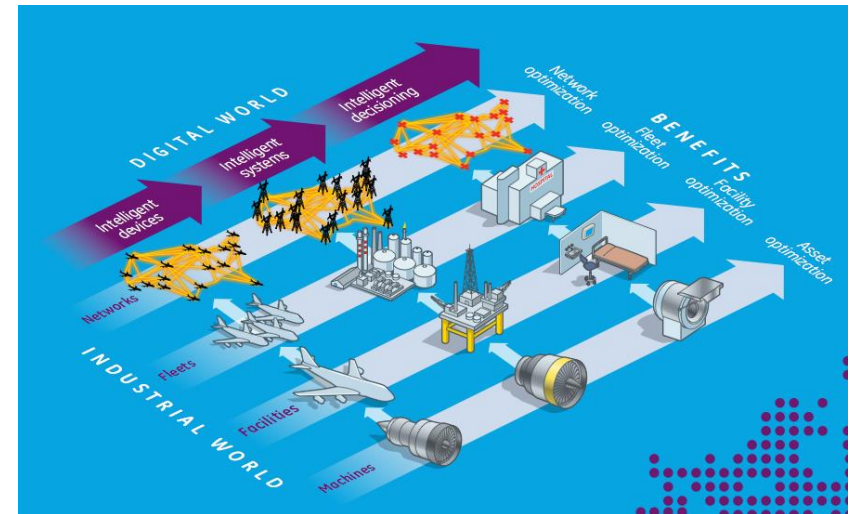 DIGITAL WORLD
Intelligent
devices
Intelligent
systems
Intelligent
decisioning
BENEFITS
Network
optimization
Fleet
optimization
Facility
optimization
Asset
optimization
INDUSTRIAL WORLD
Networks
Fleets
Facilities
Machines
HOSPITAL